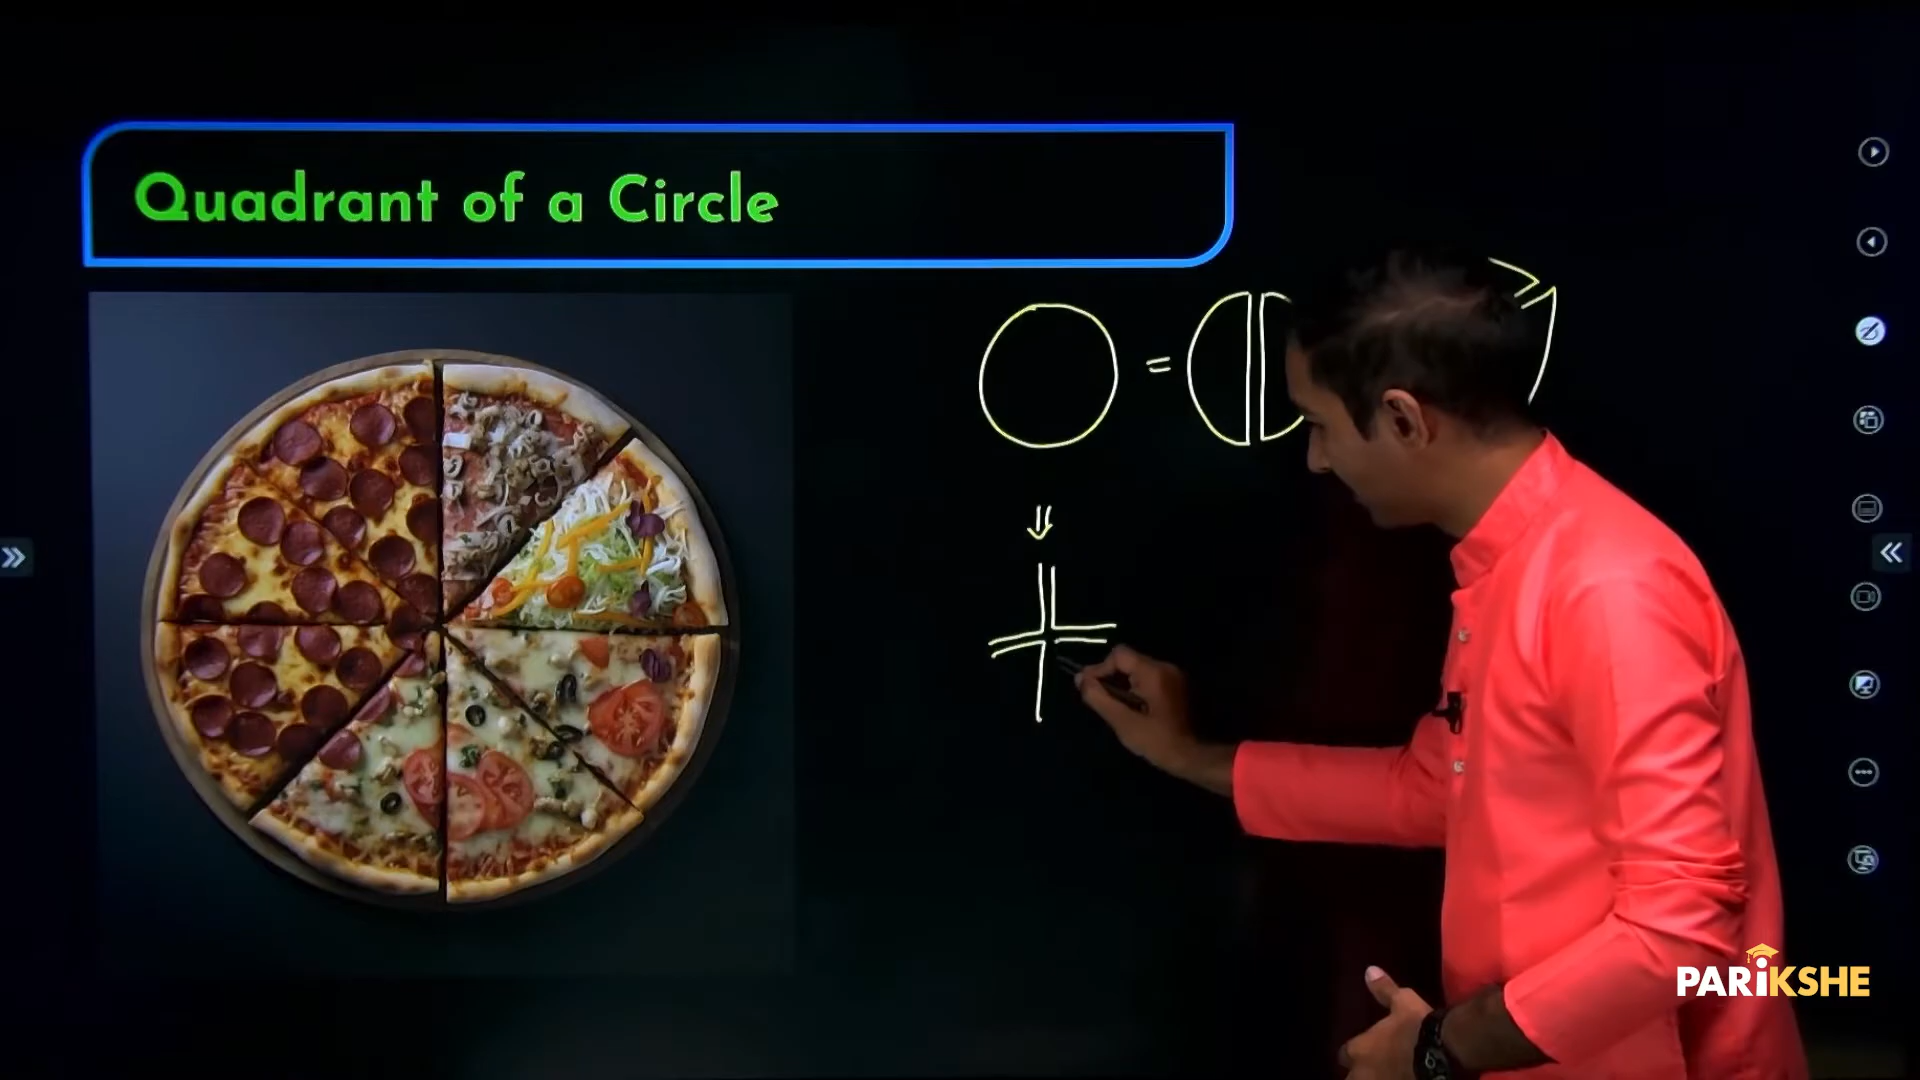 Quadrant of a Circle
=
PARiKSHE